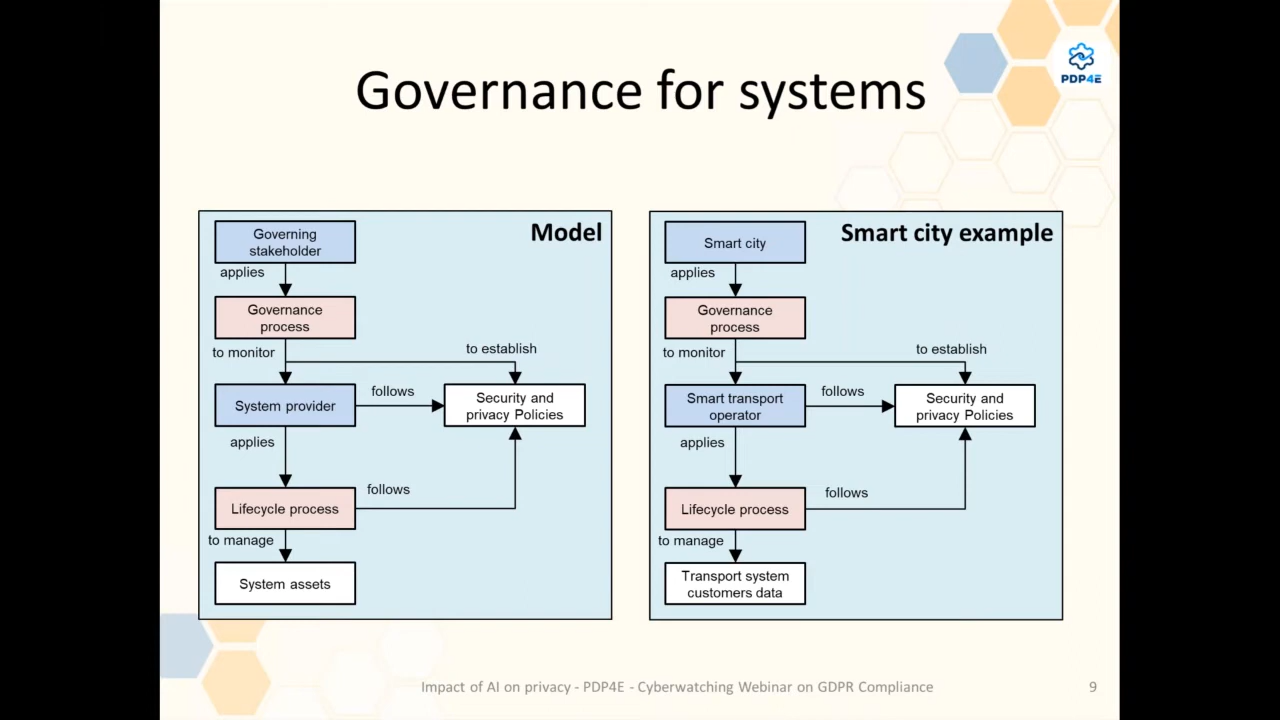 PDP4E
Governance for systems
Model
Governing
stakeholder
applies
Governance
process
to monitor
to establish
System provider
follows
Security and
privacy Policies
applies
Lifecycle process
follows
to manage
System assets
Smart city example
Smart city
applies
Governance
process
to monitor
to establish
Smart transport
operator
follows
Security and
privacy Policies
applies
Lifecycle process
follows
to manage
Transport system
customers data
Impact of AI on privacy - PDP4E - Cyberwatching Webinar on GDPR Compliance
9